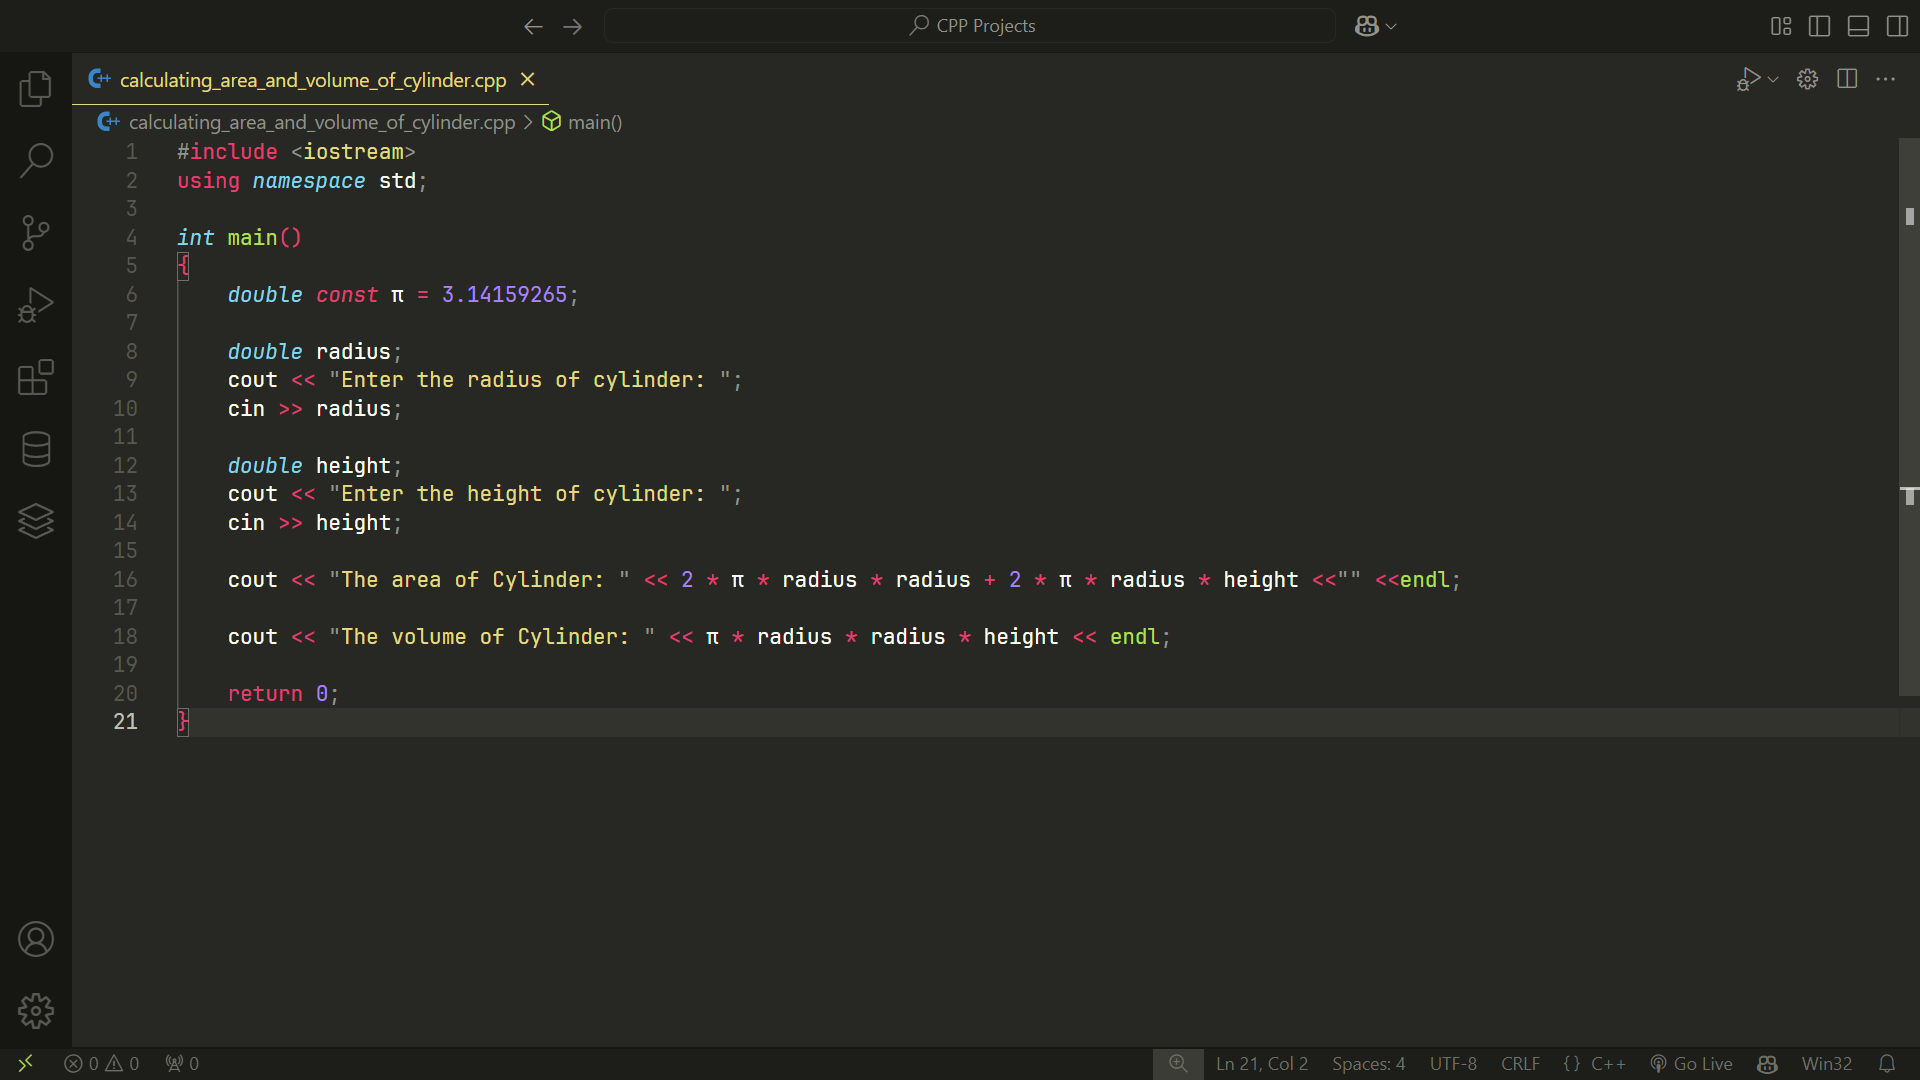 CPP Projects
calculating_area_and_volume_of_cylinder.cpp
calculating_area_and_volume_of_cylinder.cpp > main()
1 #include <iostream>
2 using namespace std;
3
4 int main()
5 {
6     double const π = 3.14159265;
7
8     double radius;
9     cout << "Enter the radius of cylinder: ";
10     cin >> radius;
11
12     double height;
13     cout << "Enter the height of cylinder: ";
14     cin >> height;
15
16     cout << "The area of Cylinder: " << 2 * π * radius * radius + 2 * π * radius * height <<"" <<endl;
17
18     cout << "The volume of Cylinder: " << π * radius * radius * height << endl;
19
20     return 0;
21 }
0 0 0 Ln 21, Col 2 Spaces: 4 UTF-8 CRLF {} C++ Go Live Win32